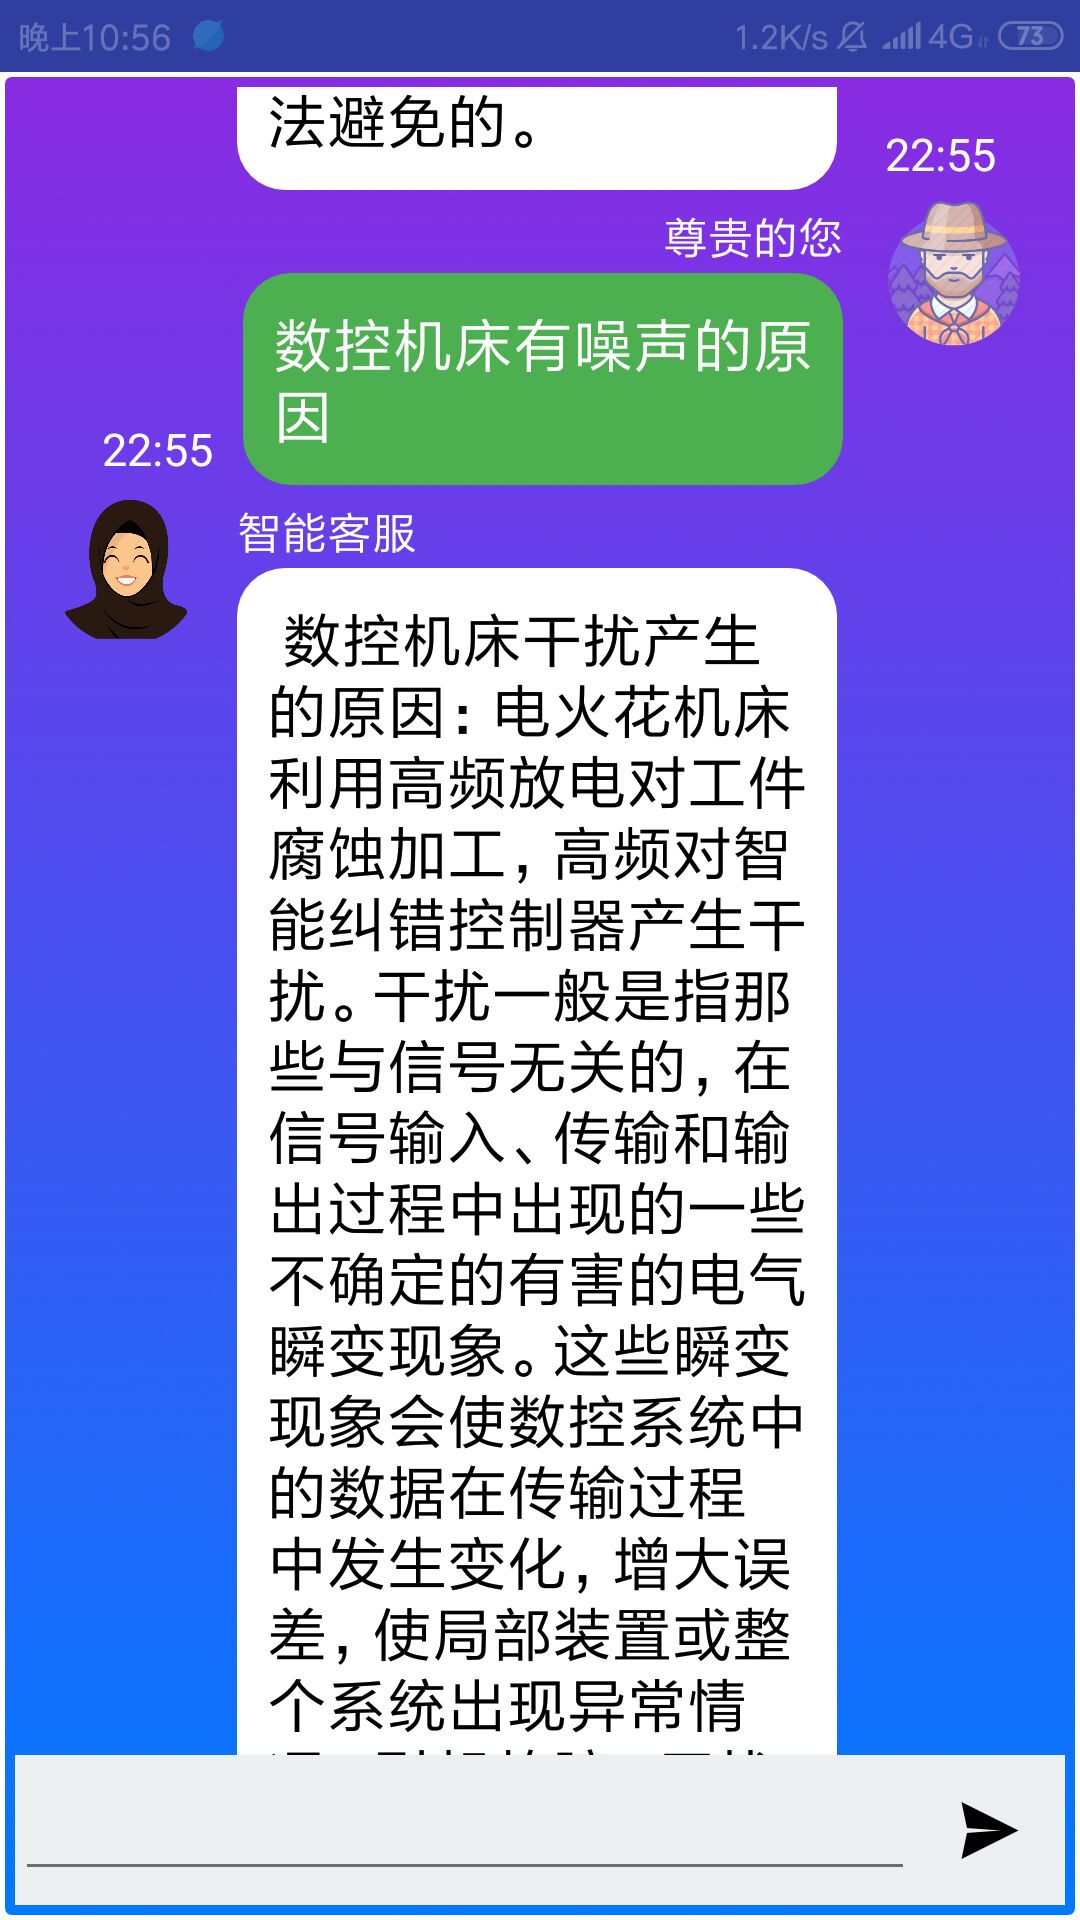 晚上10:56
1.2K/s
4G
73
法避免的。
22:55
尊贵的您
数控机床有噪声的原
因
22:55
智能客服
数控机床干扰产生
的原因：电火花机床
利用高频放电对工件
腐蚀加工，高频对智
能纠错控制器产生干
扰。干扰一般是指那
些与信号无关的，在
信号输入、传输和输
出过程中出现的一些
不确定的有害的电气
瞬变现象。这些瞬变
现象会使数控系统中
的数据在传输过程
中发生变化，增大误
差，使局部装置或整
个系统出现异常情